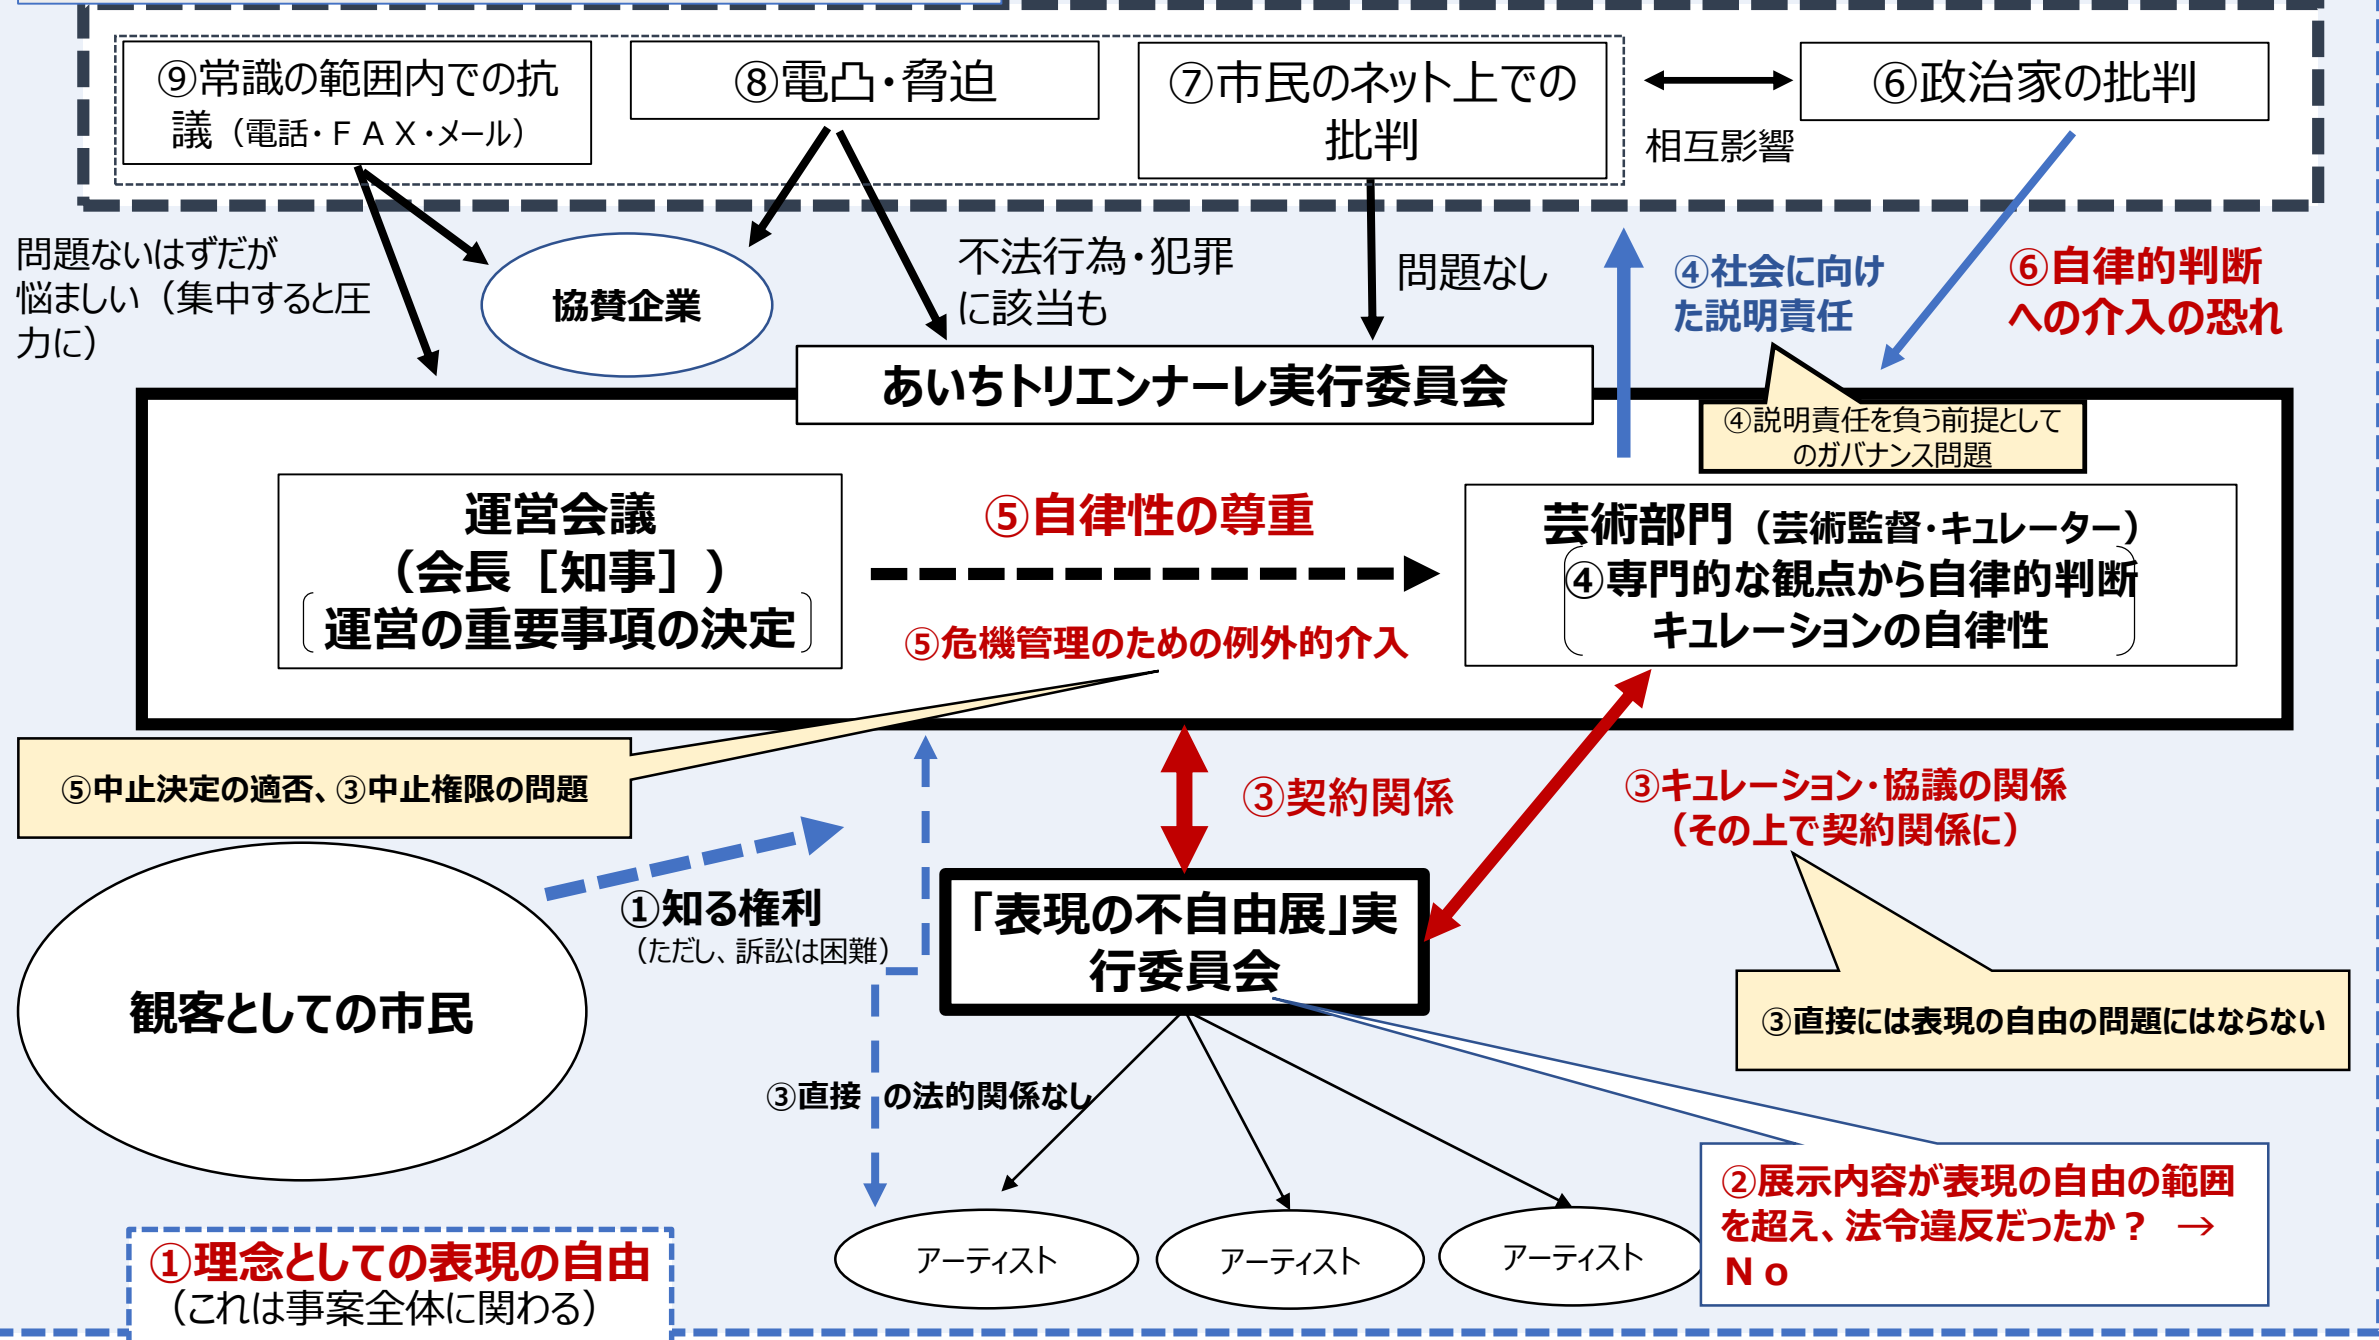 ⑨常識の範囲内での抗
議（電話・ＦＡＸ・メール）
⑧電凸・脅迫
⑦市民のネット上での
批判
⑥政治家の批判
相互影響
問題ないはずだが
悩ましい（集中すると圧
力に）
協賛企業
不法行為・犯罪
に該当も
問題なし
④社会に向け
た説明責任
⑥自律的判断
への介入の恐れ
あいちトリエンナーレ実行委員会
④説明責任を負う前提として
のガバナンス問題
運営会議
（会長［知事］）
運営の重要事項の決定
⑤自律性の尊重
⑤危機管理のための例外的介入
芸術部門（芸術監督・キュレーター）
④専門的な観点から自律的判断
キュレーションの自律性
⑤中止決定の適否、③中止権限の問題
③契約関係
③キュレーション・協議の関係
（その上で契約関係に）
①知る権利
（ただし、訴訟は困難）
「表現の不自由展」実
行委員会
観客としての市民
③直接には表現の自由の問題にはならない
③直接 の法的関係なし
②展示内容が表現の自由の範囲
を超え、法令違反だったか？ →
Ｎｏ
アーティスト
アーティスト
アーティスト
①理念としての表現の自由
（これは事案全体に関わる）